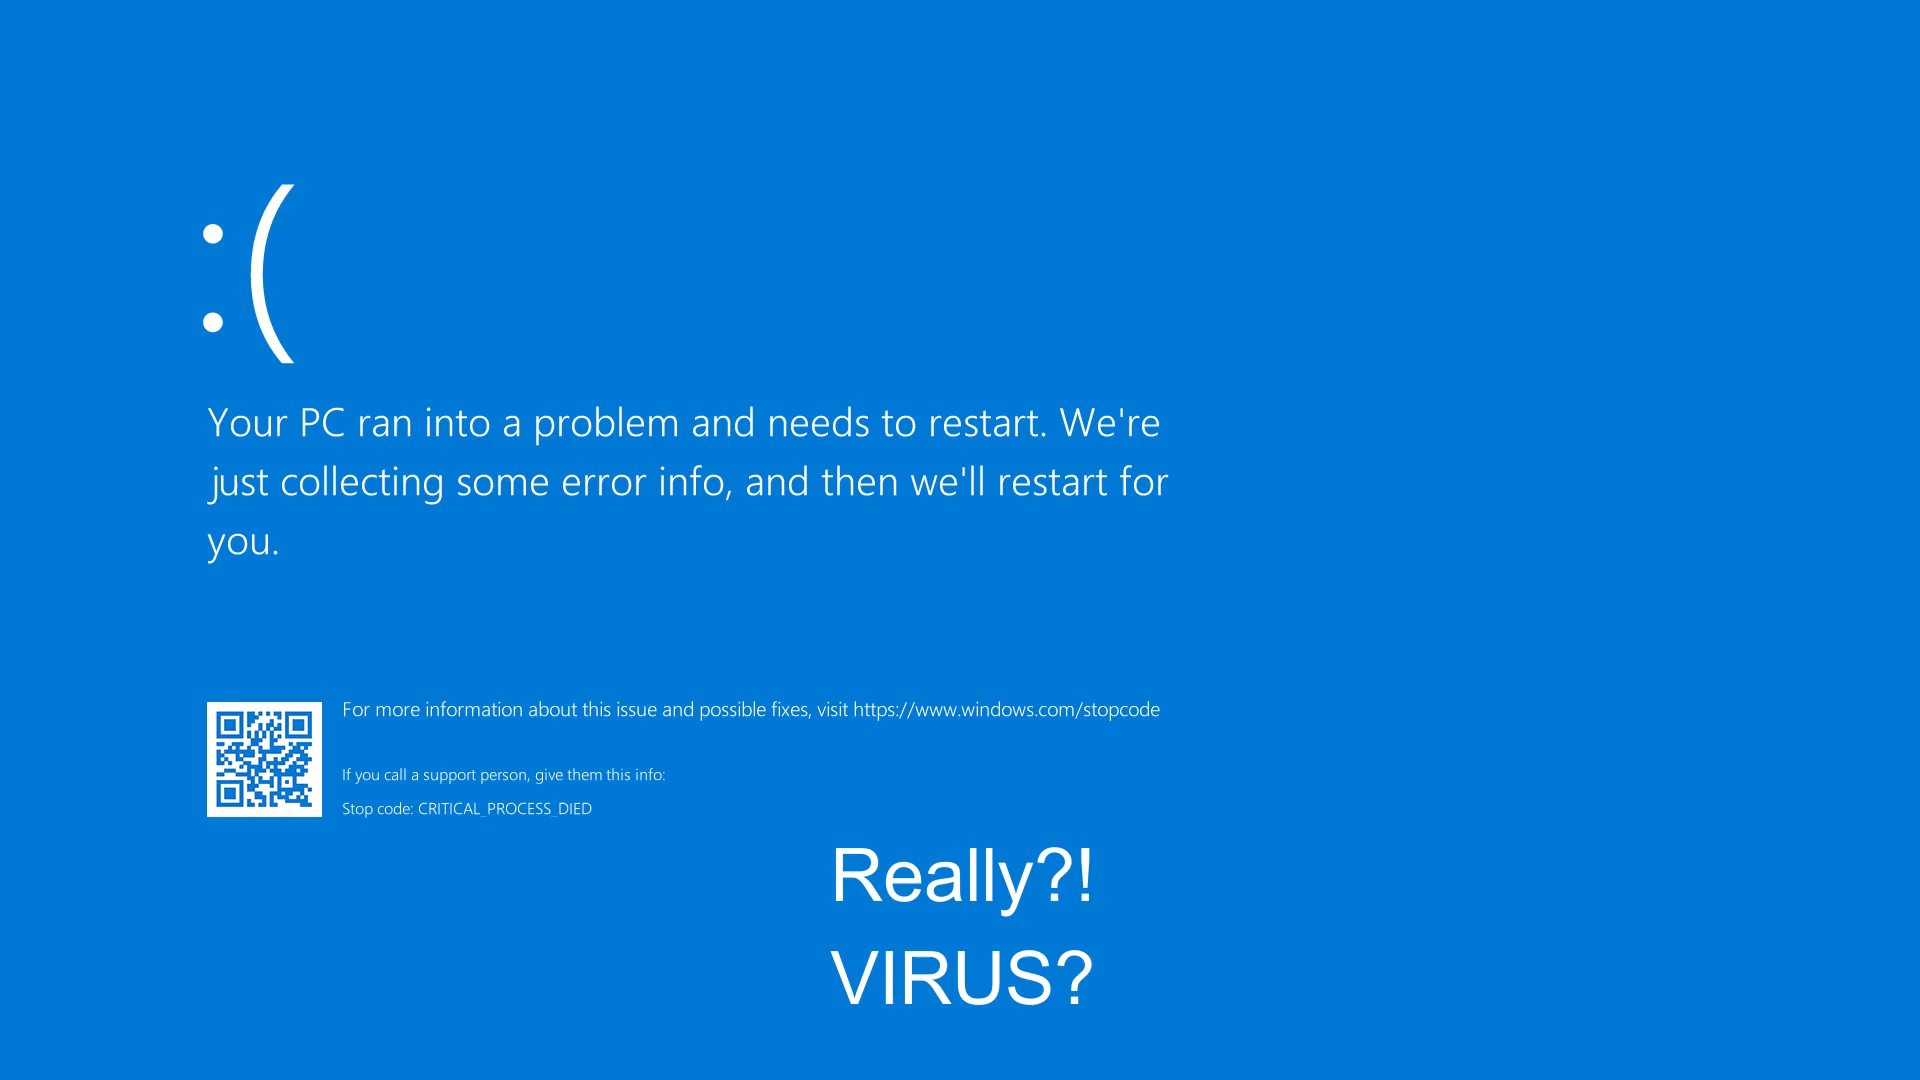 :(
Your PC ran into a problem and needs to restart. We're
just collecting some error info, and then we'll restart for
you.
For more information about this issue and possible fixes, visit https://www.windows.com/stopcode
If you call a support person, give them this info:
Stop code: CRITICAL_PROCESS_DIED
Really?!
VIRUS?